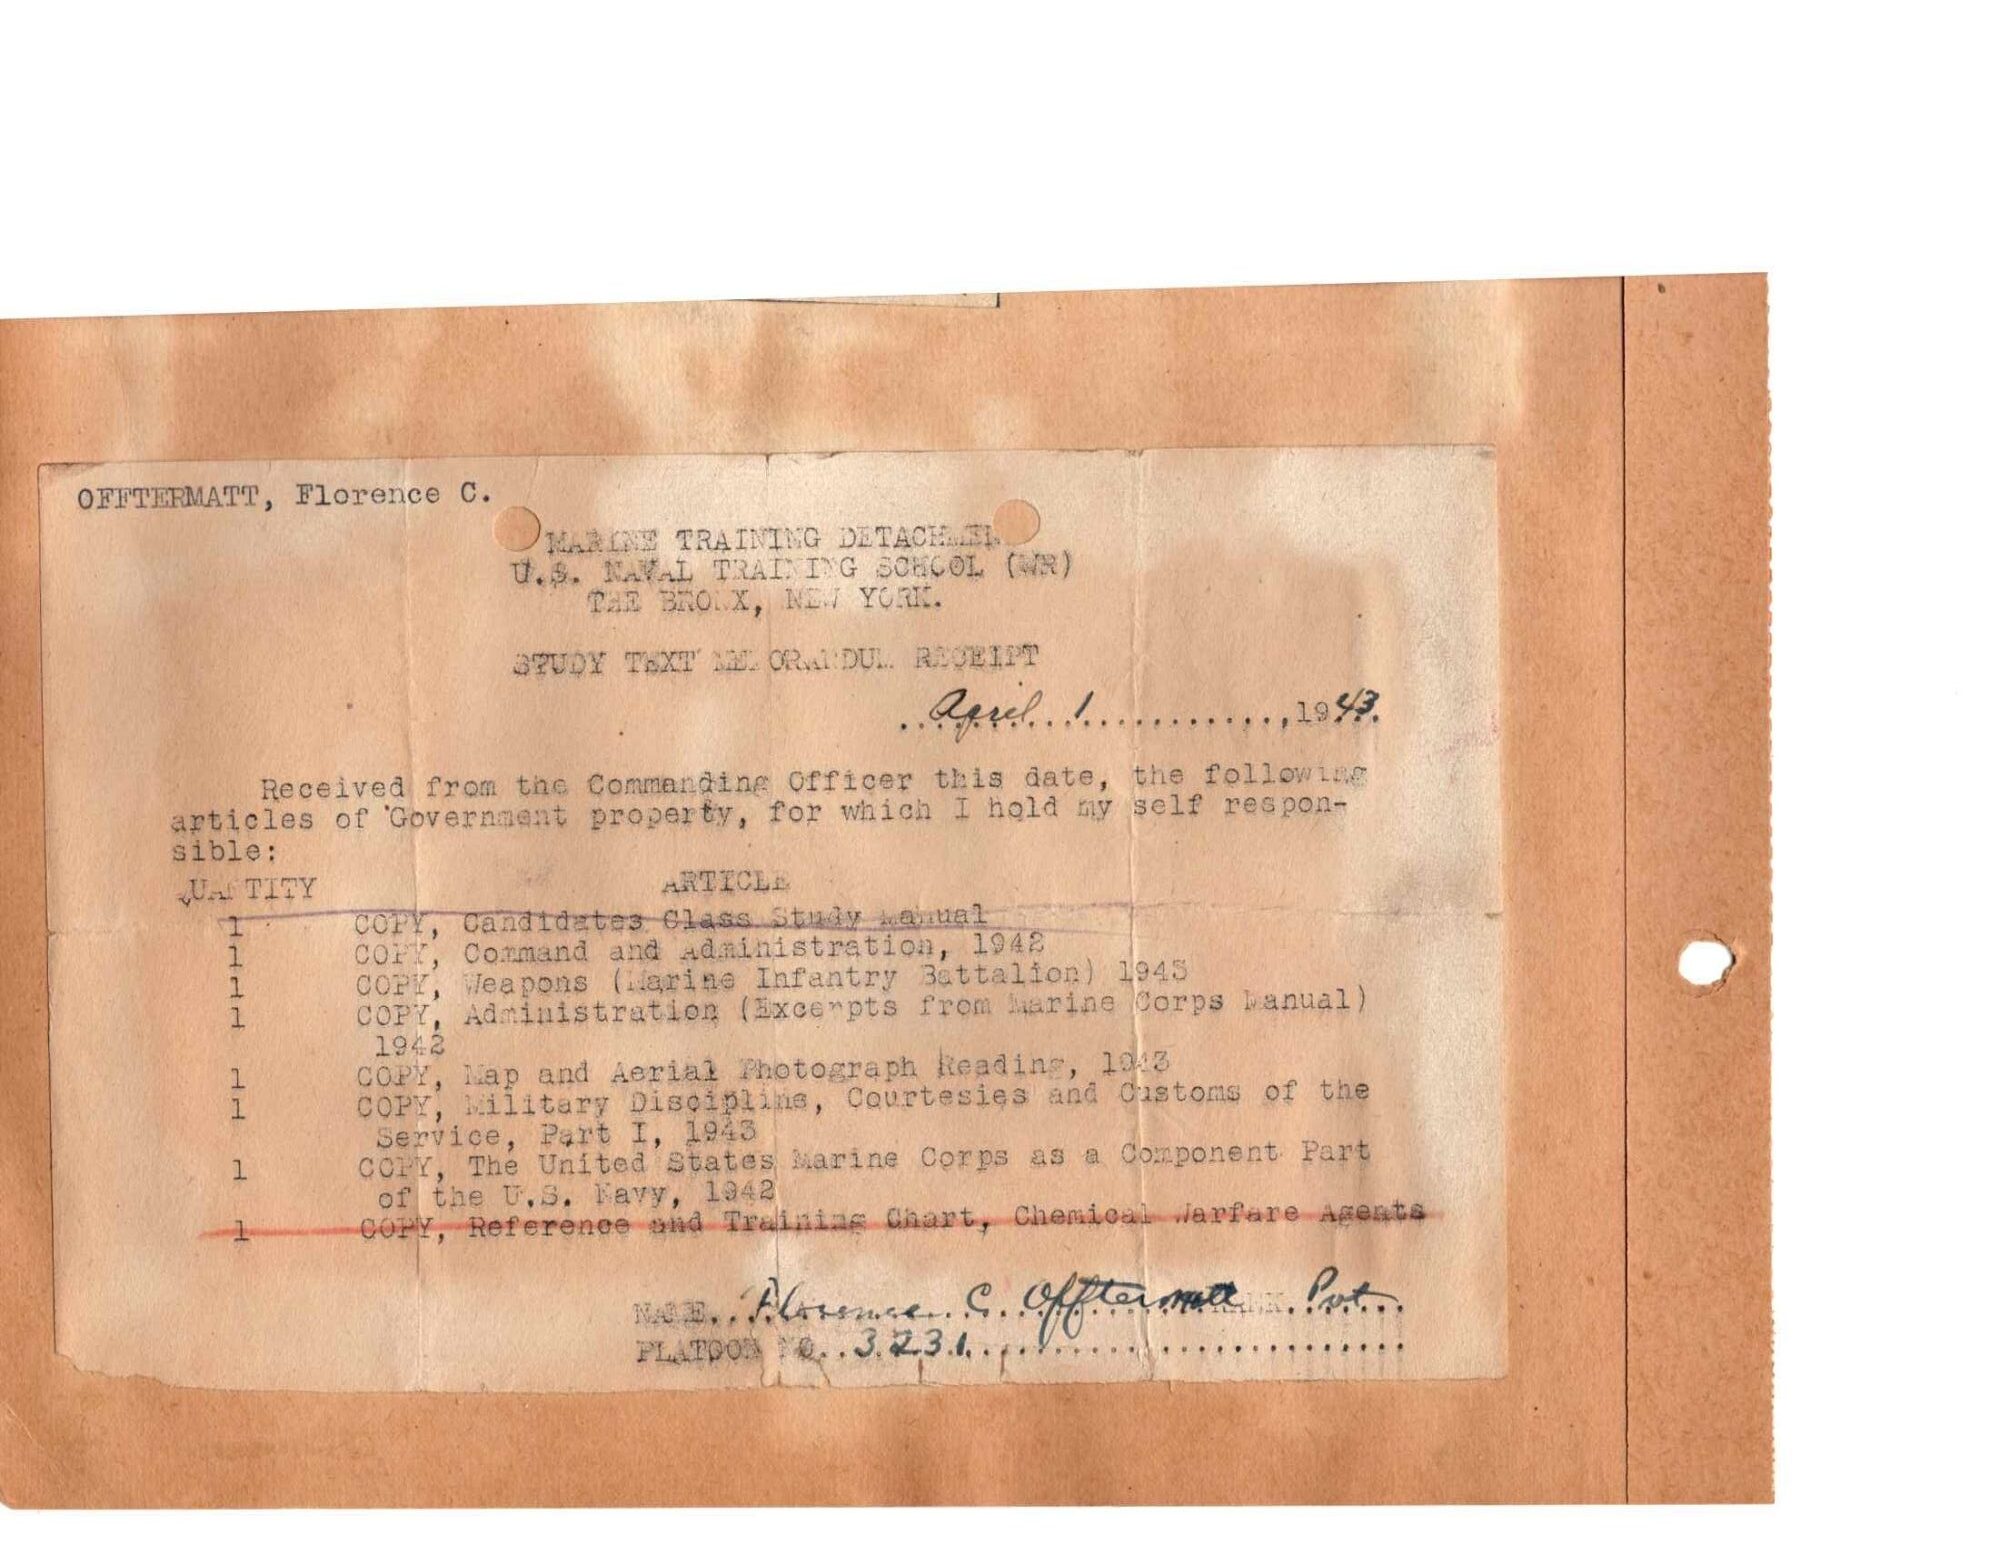 OFFTERMATT, Florence C.
MARINE TRAINING DETACHMEN
U.S. NAVAL TRAINING SCHOOL (WR)
THE BRONX, NEW YORK.
STUDY TEXT MEMORANDUM RECEIPT
..April 1............, 1943.
Received from the Commanding Officer this date, the following
articles of Government property, for which I hold my self respon-
sible:
QUANTITY ARTICLE
1 COPY, Candidates Class Study Manual
1 COPY, Command and Administration, 1942
1 COPY, Weapons (Marine Infantry Battalion) 1943
1 COPY, Administration (Excerpts from Marine Corps Manual)
1942
1 COPY, Map and Aerial Photograph Reading, 1943
1 COPY, Military Discipline, Courtesies and Customs of the
Service, Part I, 1943
1 COPY, The United States Marine Corps as a Component Part
of the U.S. Navy, 1942
1 COPY, Reference and Training Chart, Chemical Warfare Agents
NAME..Florence C. Offtermatt RANK..Pvt...
PLATOON NO...3231..........................